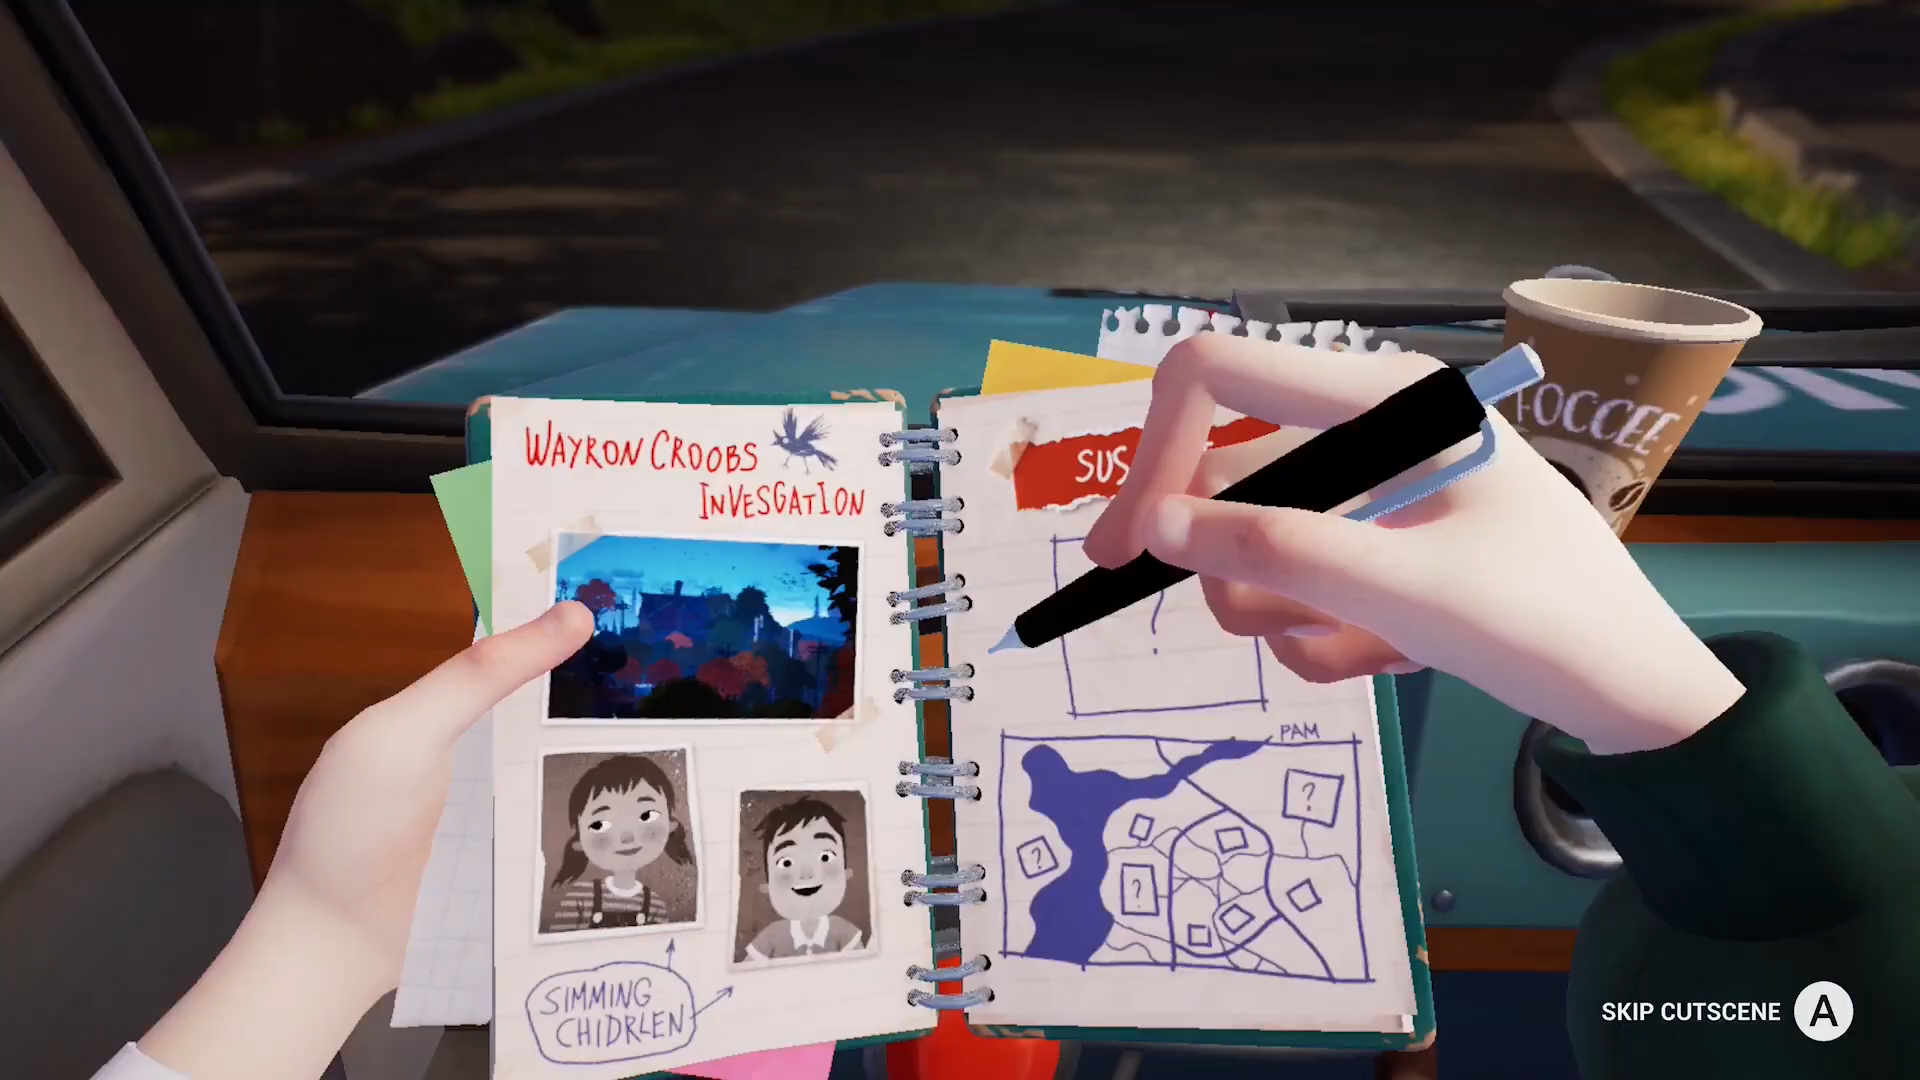 WAYRON CROOBS
INVESGATION
SUS
?
PAM
?
?
?
SIMMING
CHIDRLEN
FOCCEE
SKIP CUTSCENE A